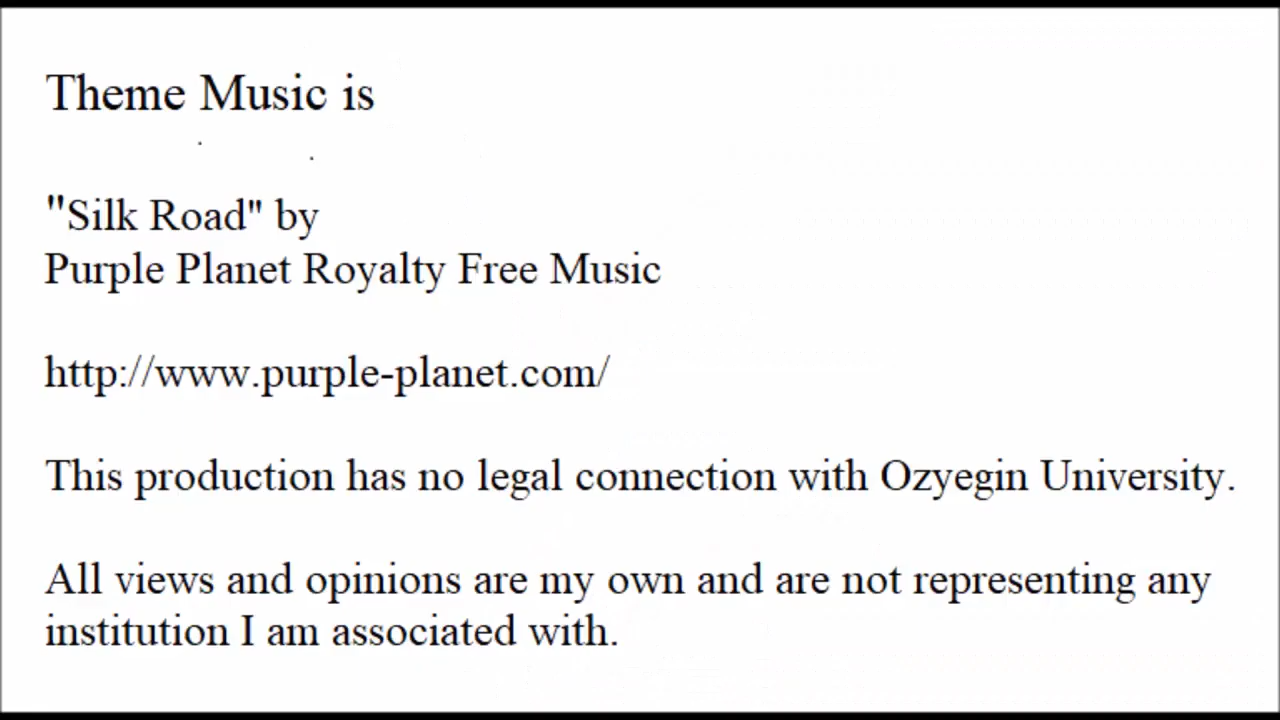 Theme Music is
"Silk Road" by
Purple Planet Royalty Free Music
http://www.purple-planet.com/
This production has no legal connection with Ozyegin University.
All views and opinions are my own and are not representing any
institution I am associated with.